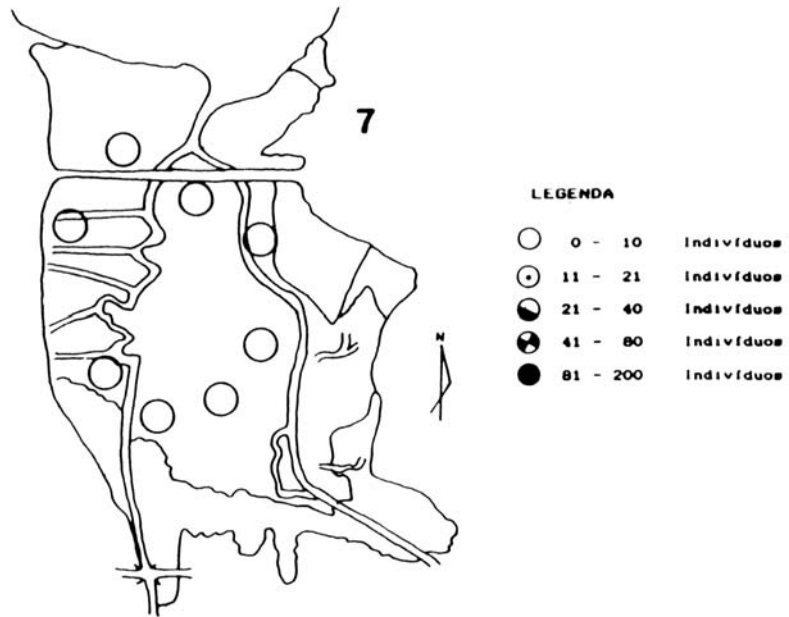 7
LEGENDA
0 - 10 Indivíduos
11 - 21 Indivíduos
21 - 40 Indivíduos
41 - 80 Indivíduos
81 - 200 Indivíduos
N